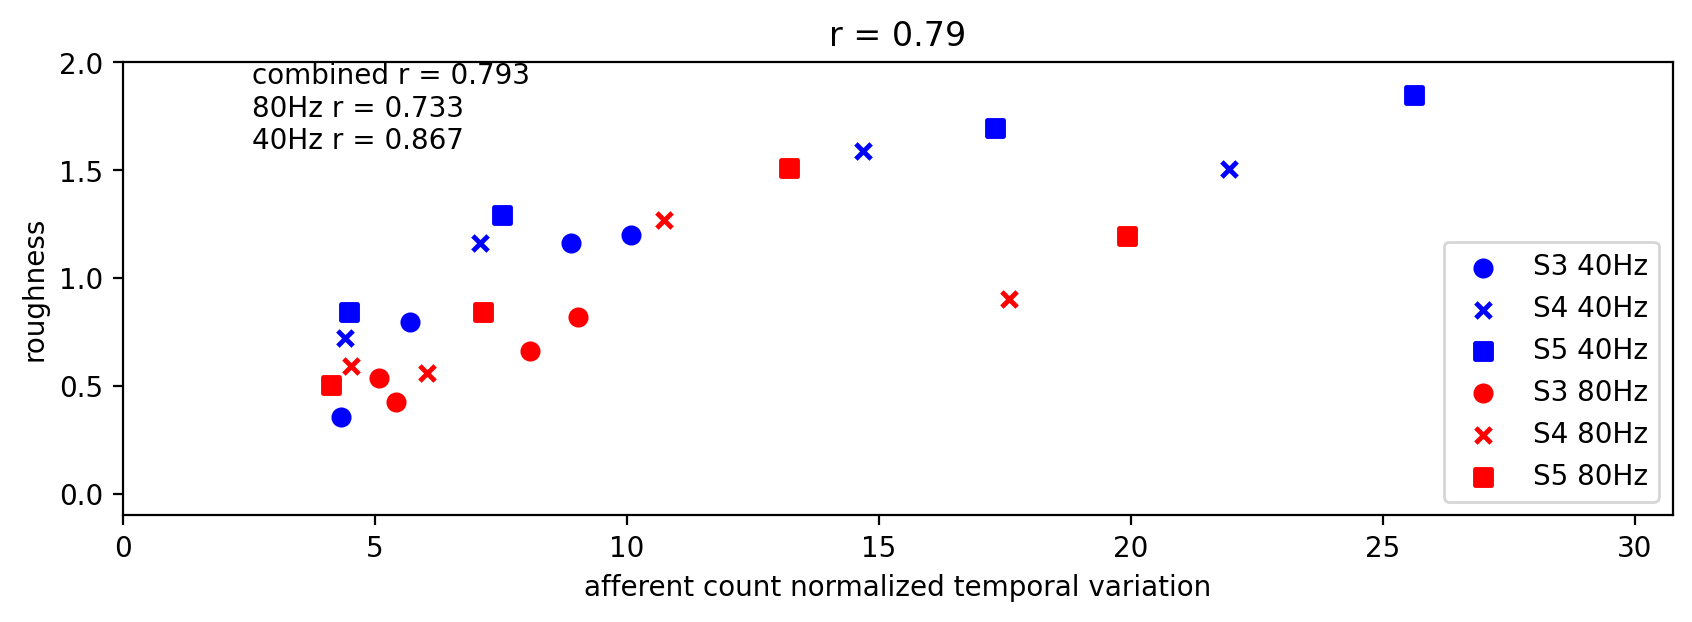 r = 0.79
combined r = 0.793
80Hz r = 0.733
40Hz r = 0.867
2.0
1.5
1.0
0.5
0.0
roughness
S3 40Hz
S4 40Hz
S5 40Hz
S3 80Hz
S4 80Hz
S5 80Hz
0 5 10 15 20 25 30
afferent count normalized temporal variation